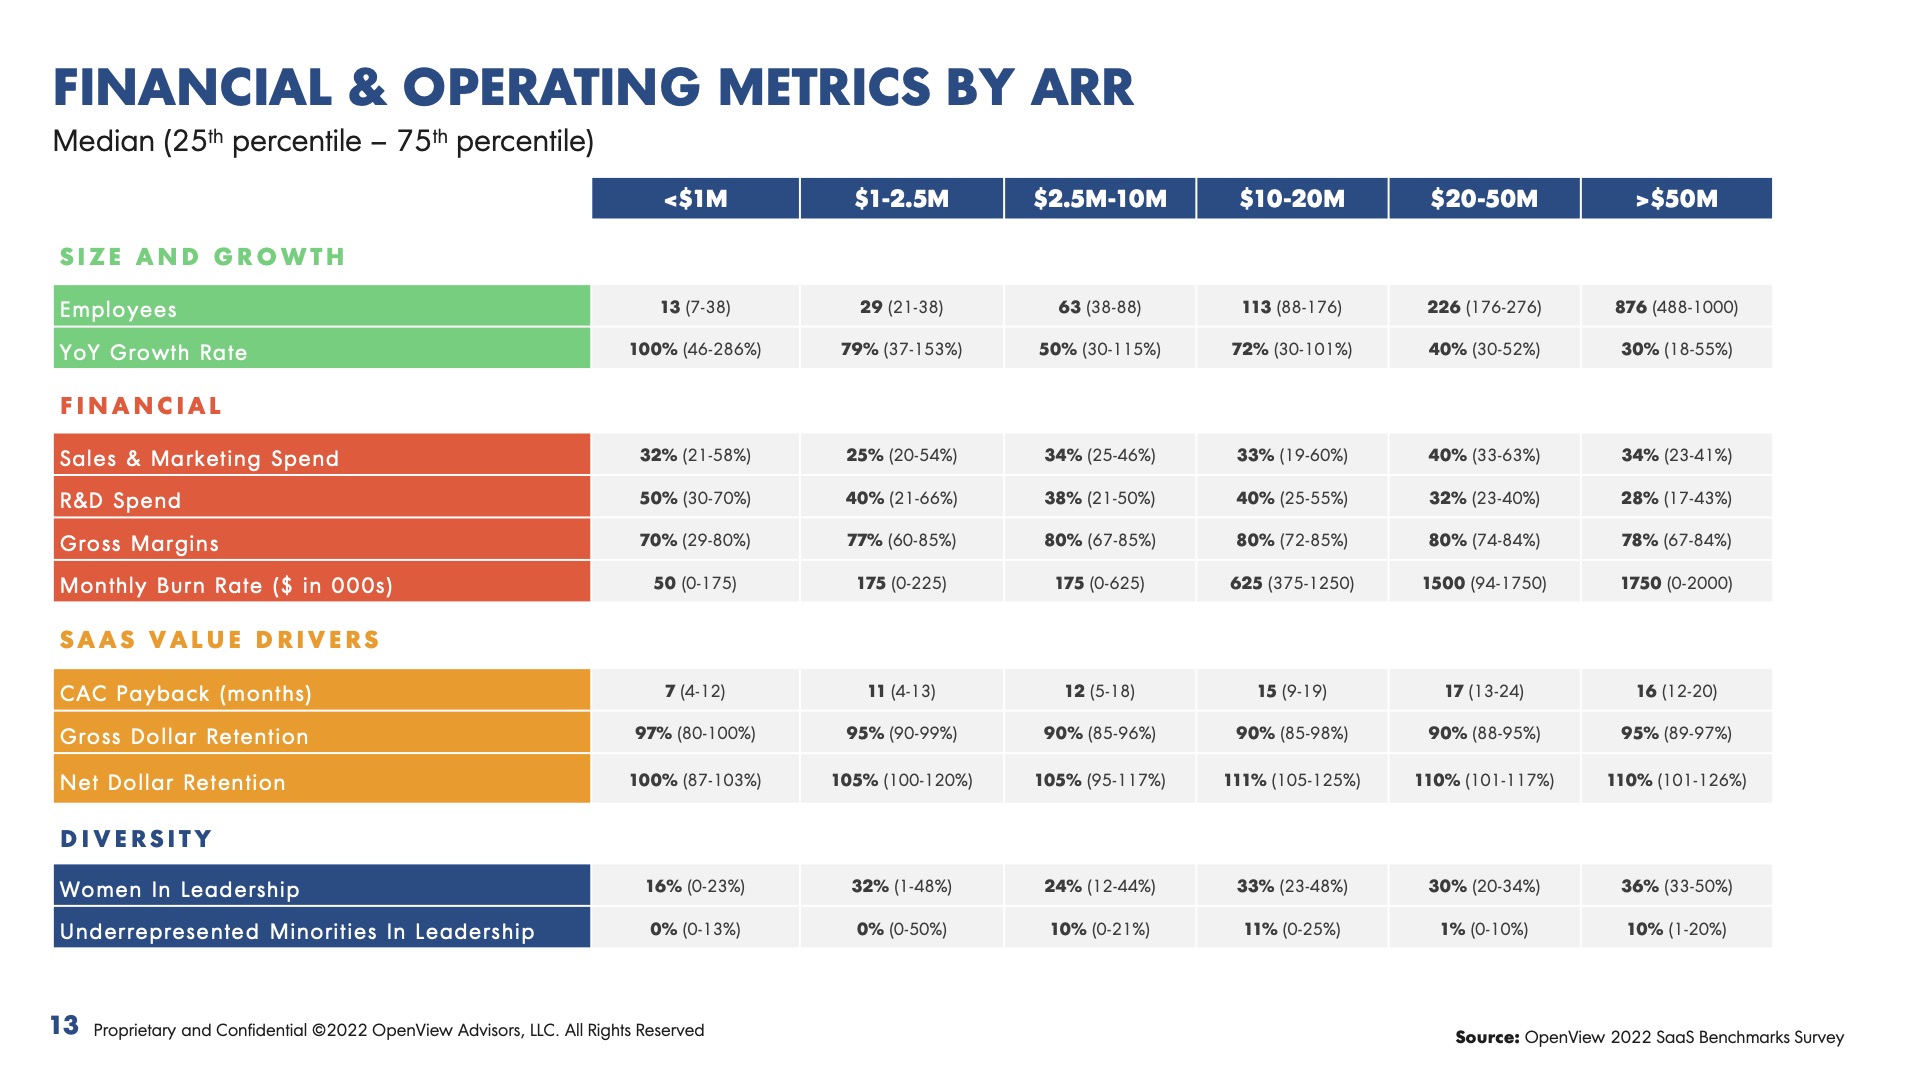 FINANCIAL & OPERATING METRICS BY ARR
Median (25th percentile – 75th percentile)
<$1M $1-2.5M $2.5M-10M $10-20M $20-50M >$50M
SIZE AND GROWTH
Employees 13 (7-38) 29 (21-38) 63 (38-88) 113 (88-176) 226 (176-276) 876 (488-1000)
YoY Growth Rate 100% (46-286%) 79% (37-153%) 50% (30-115%) 72% (30-101%) 40% (30-52%) 30% (18-55%)
FINANCIAL
Sales & Marketing Spend 32% (21-58%) 25% (20-54%) 34% (25-46%) 33% (19-60%) 40% (33-63%) 34% (23-41%)
R&D Spend 50% (30-70%) 40% (21-66%) 38% (21-50%) 40% (25-55%) 32% (23-40%) 28% (17-43%)
Gross Margins 70% (29-80%) 77% (60-85%) 80% (67-85%) 80% (72-85%) 80% (74-84%) 78% (67-84%)
Monthly Burn Rate ($ in 000s) 50 (0-175) 175 (0-225) 175 (0-625) 625 (375-1250) 1500 (94-1750) 1750 (0-2000)
SAAS VALUE DRIVERS
CAC Payback (months) 7 (4-12) 11 (4-13) 12 (5-18) 15 (9-19) 17 (13-24) 16 (12-20)
Gross Dollar Retention 97% (80-100%) 95% (90-99%) 90% (85-96%) 90% (85-98%) 90% (88-95%) 95% (89-97%)
Net Dollar Retention 100% (87-103%) 105% (100-120%) 105% (95-117%) 111% (105-125%) 110% (101-117%) 110% (101-126%)
DIVERSITY
Women In Leadership 16% (0-23%) 32% (1-48%) 24% (12-44%) 33% (23-48%) 30% (20-34%) 36% (33-50%)
Underrepresented Minorities In Leadership 0% (0-13%) 0% (0-50%) 10% (0-21%) 11% (0-25%) 1% (0-10%) 10% (1-20%)
13 Proprietary and Confidential ©2022 OpenView Advisors, LLC. All Rights Reserved
Source: OpenView 2022 SaaS Benchmarks Survey